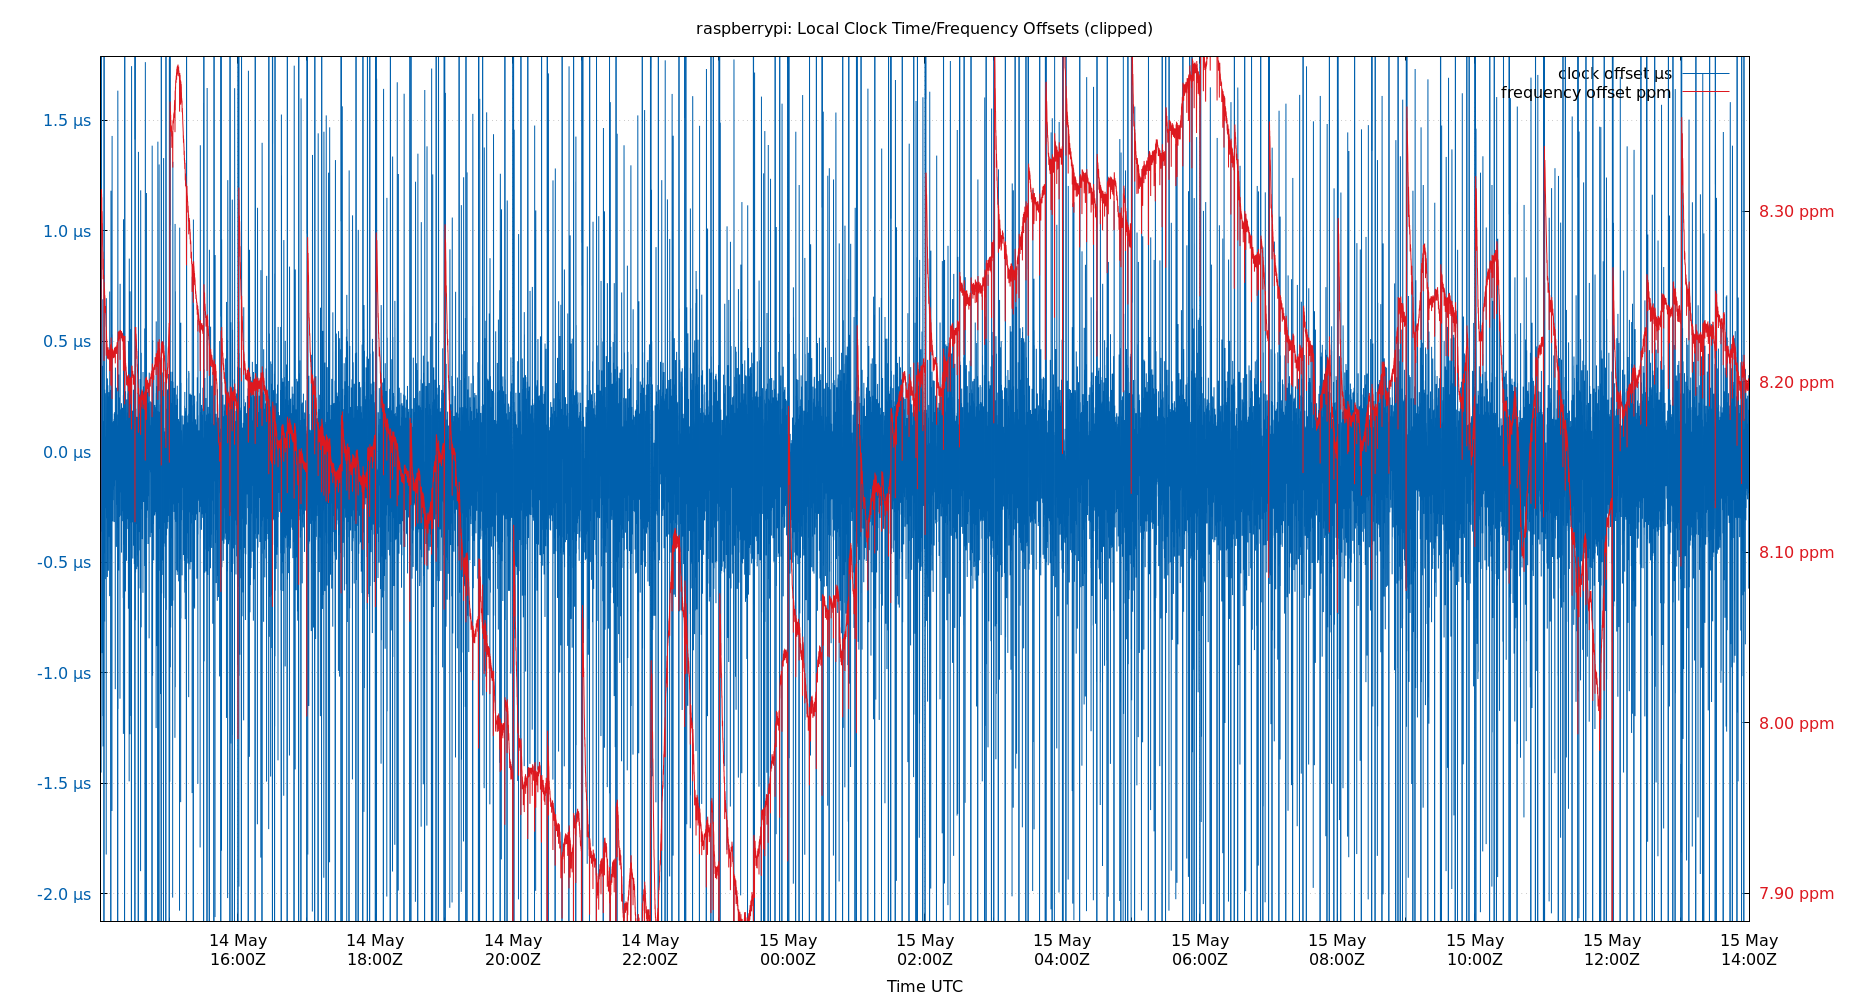 raspberrypi: Local Clock Time/Frequency Offsets (clipped)
clock offset µs
frequency offset ppm
1.5 µs
1.0 µs
0.5 µs
0.0 µs
-0.5 µs
-1.0 µs
-1.5 µs
-2.0 µs
8.30 ppm
8.20 ppm
8.10 ppm
8.00 ppm
7.90 ppm
14 May 14 May 14 May 14 May 15 May 15 May 15 May 15 May 15 May 15 May 15 May 15 May
16:00Z 18:00Z 20:00Z 22:00Z 00:00Z 02:00Z 04:00Z 06:00Z 08:00Z 10:00Z 12:00Z 14:00Z
Time UTC